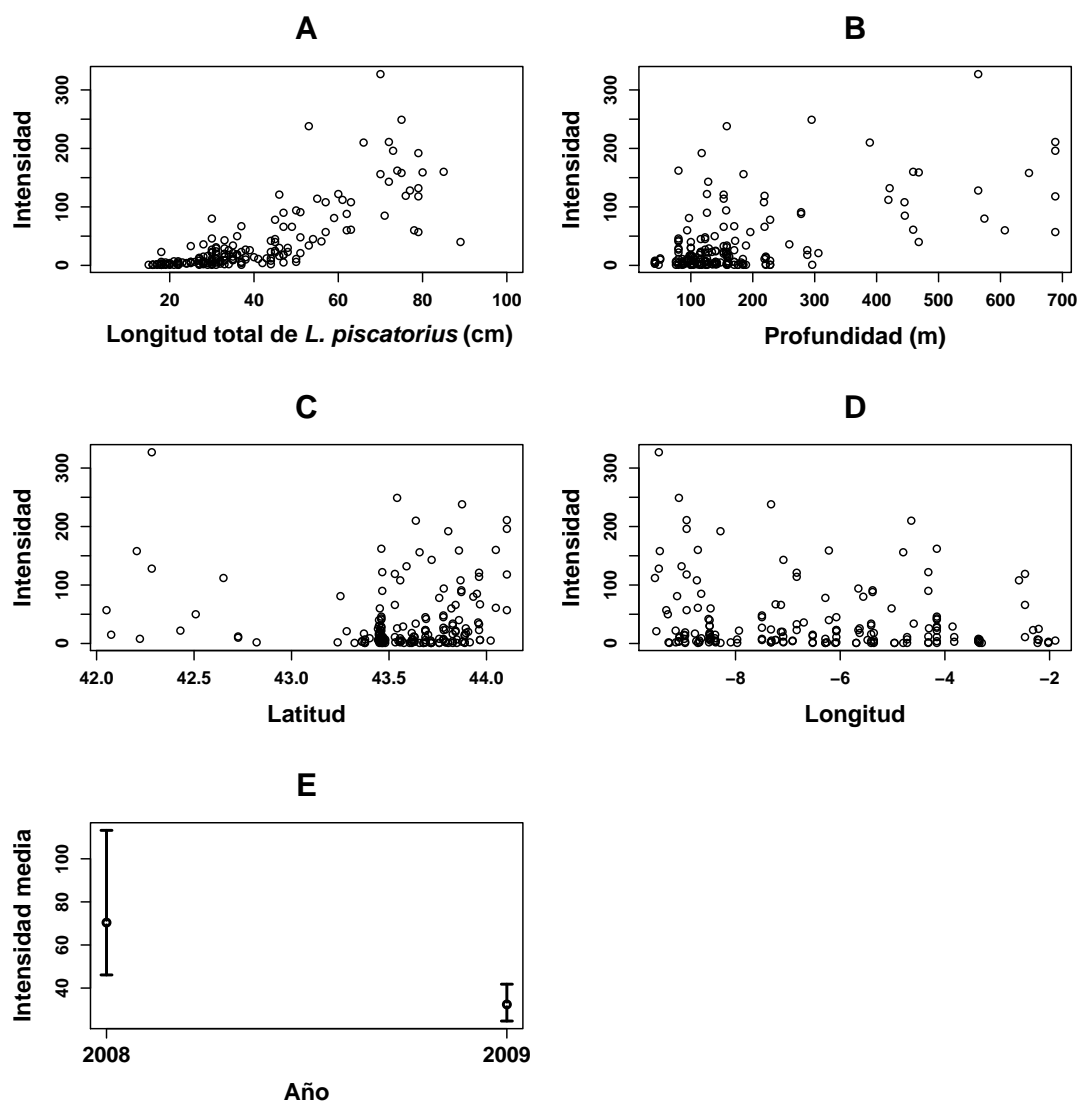 A
B
Intensidad
0 100 200 300
20 40 60 80 100
Longitud total de L. piscatorius (cm)
Intensidad
0 100 200 300
100 200 300 400 500 600 700
Profundidad (m)
C
D
Intensidad
0 100 200 300
42.0 42.5 43.0 43.5 44.0
Latitud
Intensidad
0 100 200 300
−8 −6 −4 −2
Longitud
E
Intensidad media
40 60 80 100
2008 2009
Año